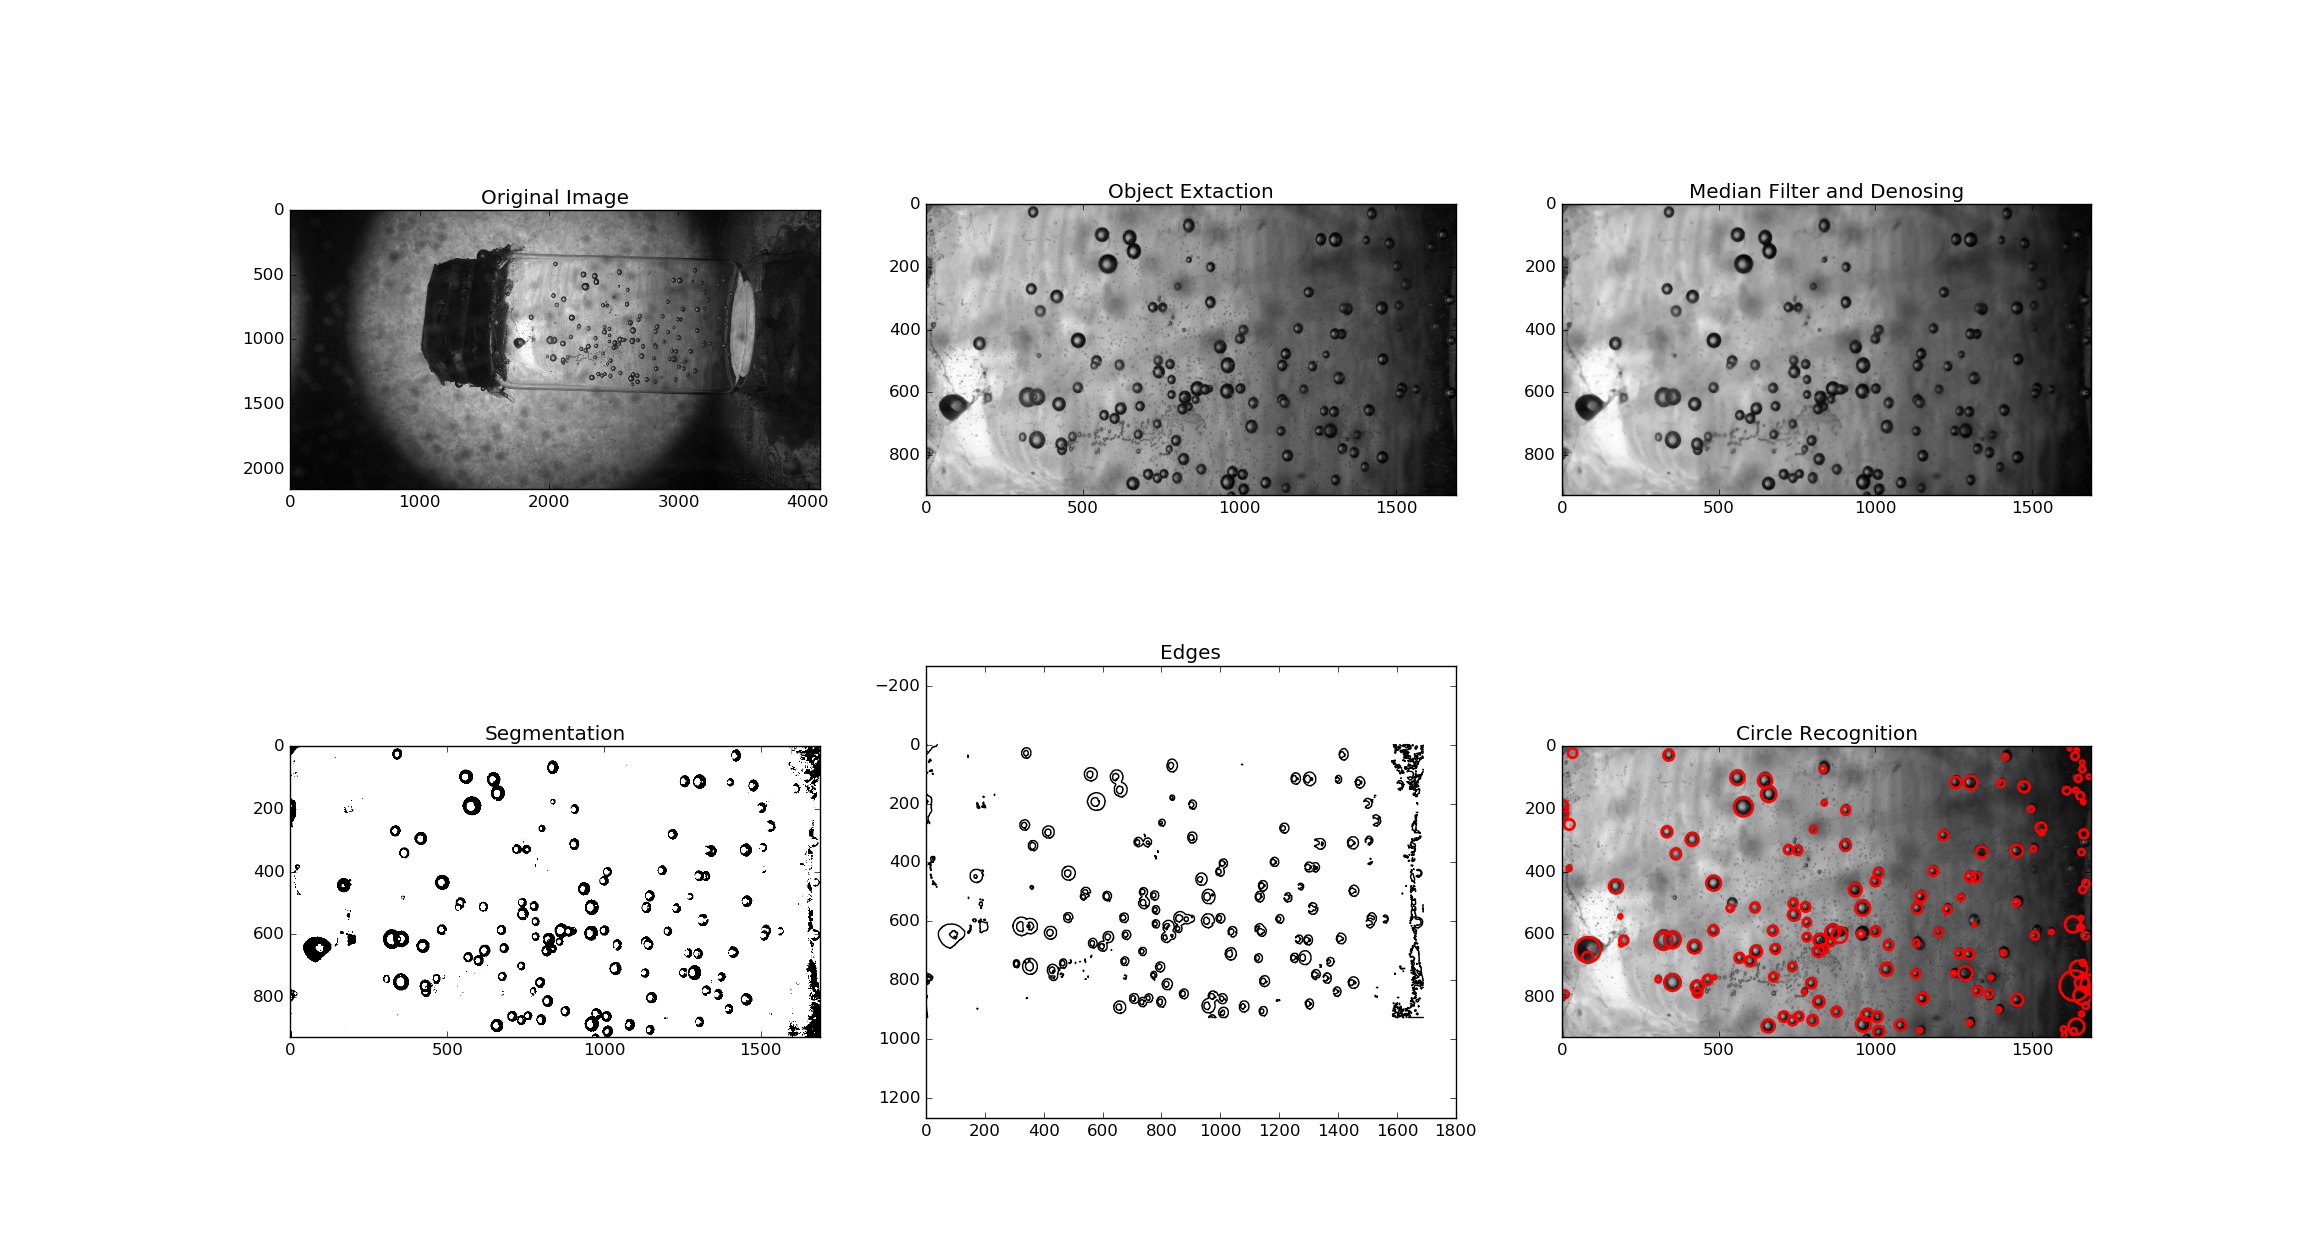 Original Image
0
500
1000
1500
2000
0 1000 2000 3000 4000
Object Extaction
0
200
400
600
800
0 500 1000 1500
Median Filter and Denosing
0
200
400
600
800
0 500 1000 1500
Segmentation
0
200
400
600
800
0 500 1000 1500
Edges
−200
0
200
400
600
800
1000
1200
0 200 400 600 800 1000 1200 1400 1600 1800
Circle Recognition
0
200
400
600
800
0 500 1000 1500